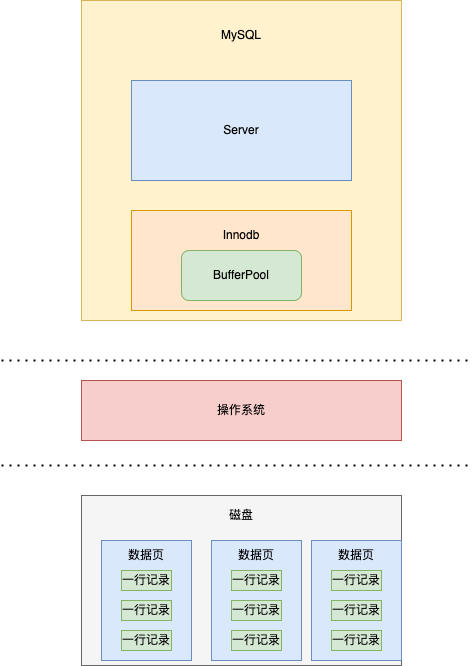 MySQL
Server
Innodb
BufferPool
操作系统
磁盘
数据页 数据页 数据页
一行记录 一行记录 一行记录
一行记录 一行记录 一行记录
一行记录 一行记录 一行记录